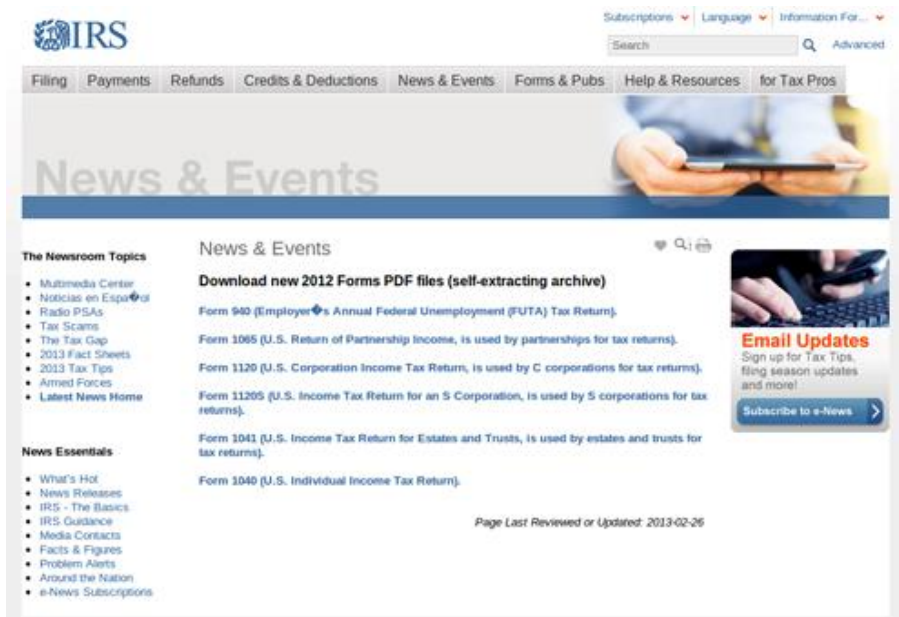 Subscriptions Language Information For...
IRS
Search Advanced
Filing Payments Refunds Credits & Deductions News & Events Forms & Pubs Help & Resources for Tax Pros
News & Events
The Newsroom Topics
Multimedia Center
Noticias en Espa�ol
Radio PSAs
Tax Scams
The Tax Gap
2013 Fact Sheets
2013 Tax Tips
Armed Forces
Latest News Home
News Essentials
What's Hot
News Releases
IRS - The Basics
IRS Guidance
Media Contacts
Facts & Figures
Problem Alerts
Around the Nation
e-News Subscriptions
News & Events
Download new 2012 Forms PDF files (self-extracting archive)
Form 940 (Employer�s Annual Federal Unemployment (FUTA) Tax Return).
Form 1065 (U.S. Return of Partnership Income, is used by partnerships for tax returns).
Form 1120 (U.S. Corporation Income Tax Return, is used by C corporations for tax returns).
Form 1120S (U.S. Income Tax Return for an S Corporation, is used by S corporations for tax
returns).
Form 1041 (U.S. Income Tax Return for Estates and Trusts, is used by estates and trusts for
tax returns).
Form 1040 (U.S. Individual Income Tax Return).
Page Last Reviewed or Updated: 2013-02-26
Email Updates
Sign up for Tax Tips,
filing season updates
and more!
Subscribe to e-News